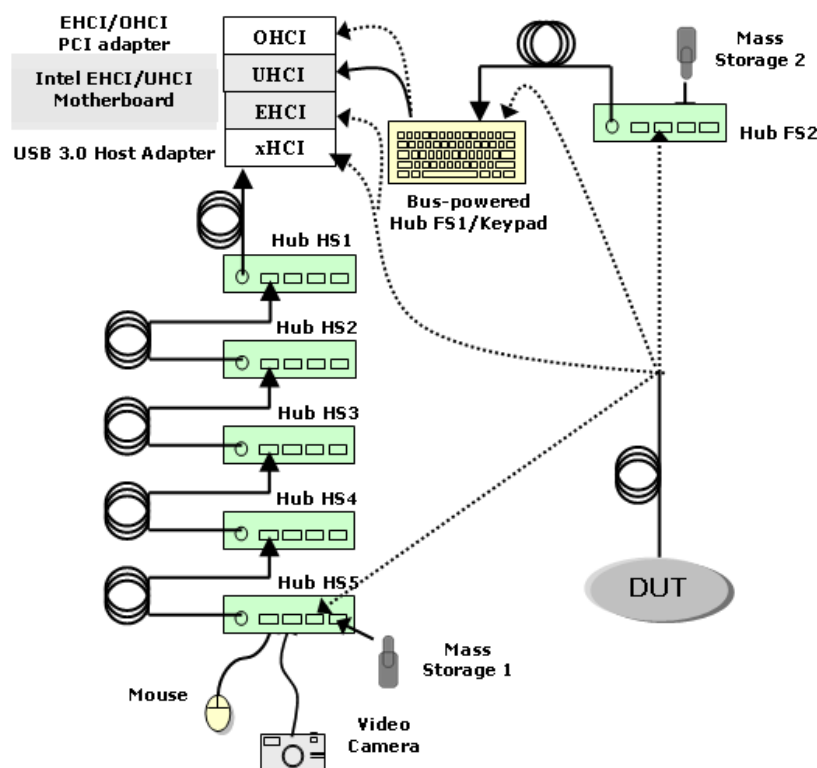 EHCI/OHCI
PCI adapter
Intel EHCI/UHCI
Motherboard
USB 3.0 Host Adapter
OHCI
UHCI
EHCI
xHCI
Mass
Storage 2
Hub FS2
Bus-powered
Hub FS1/Keypad
Hub HS1
Hub HS2
Hub HS3
Hub HS4
Hub HS5
DUT
Mass
Storage 1
Mouse
Video
Camera